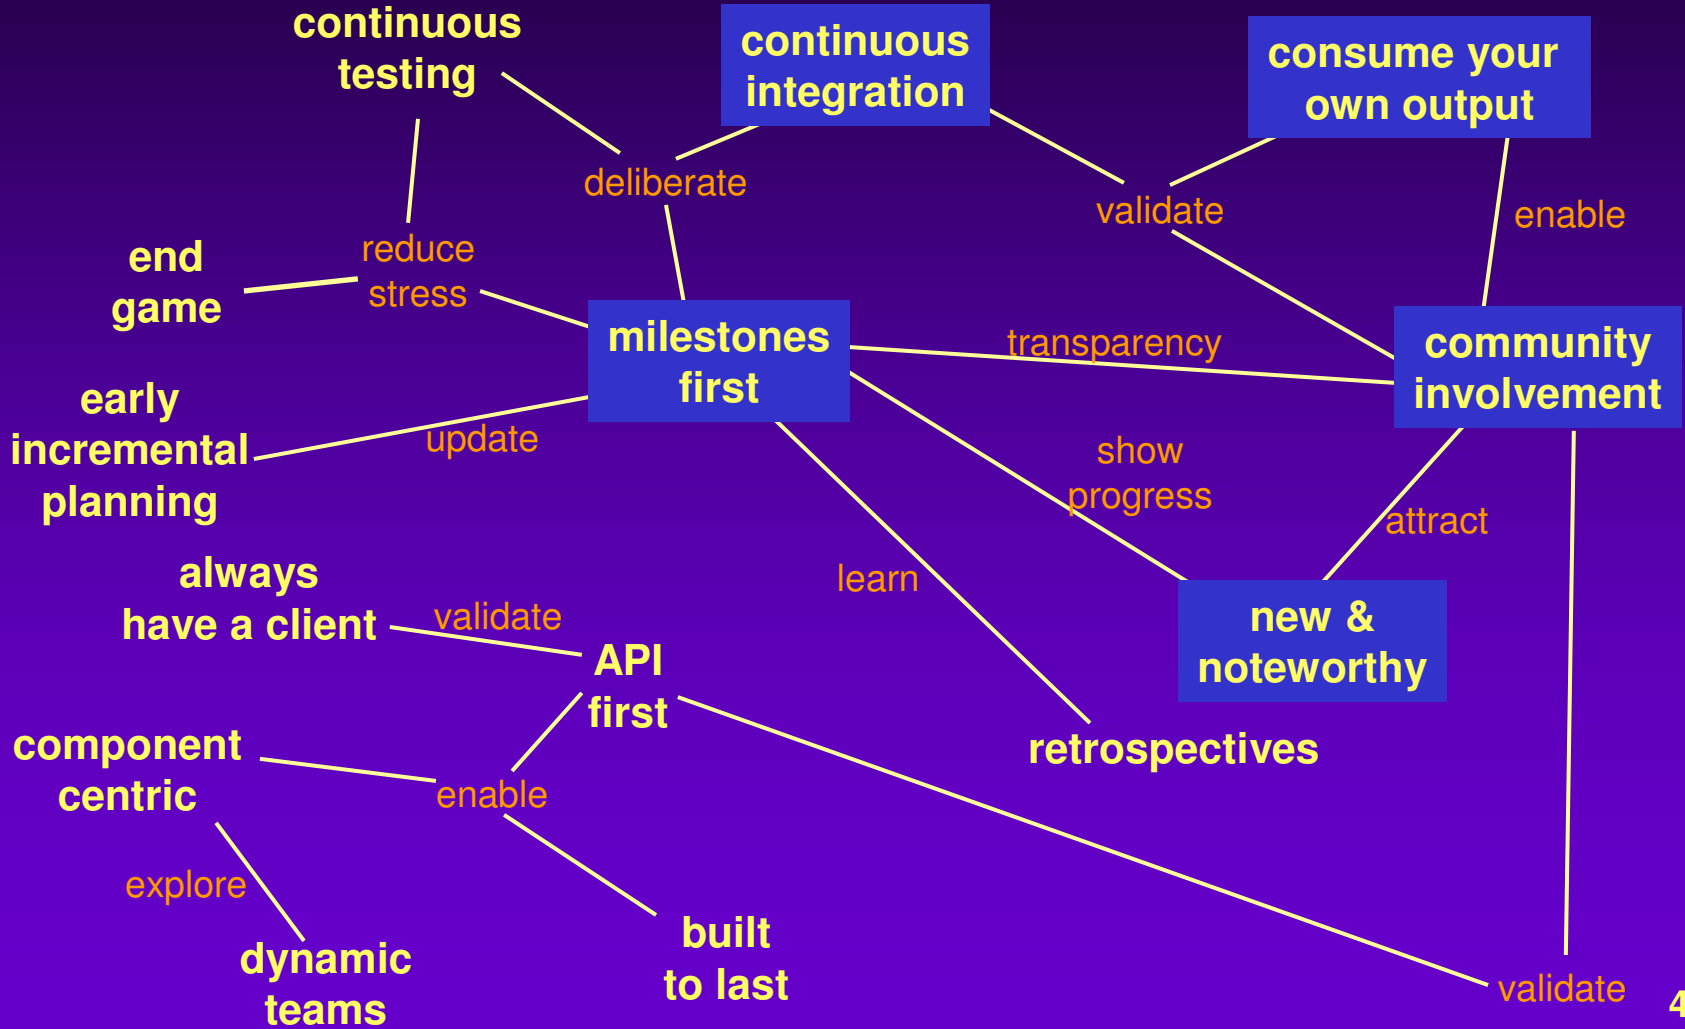 continuous
testing
continuous
integration
consume your
own output
deliberate
validate
enable
end
game
reduce
stress
milestones
first
transparency
community
involvement
early
incremental
planning
update
show
progress
attract
learn
always
have a client
validate
API
first
new &
noteworthy
retrospectives
component
centric
enable
explore
dynamic
teams
built
to last
validate
4